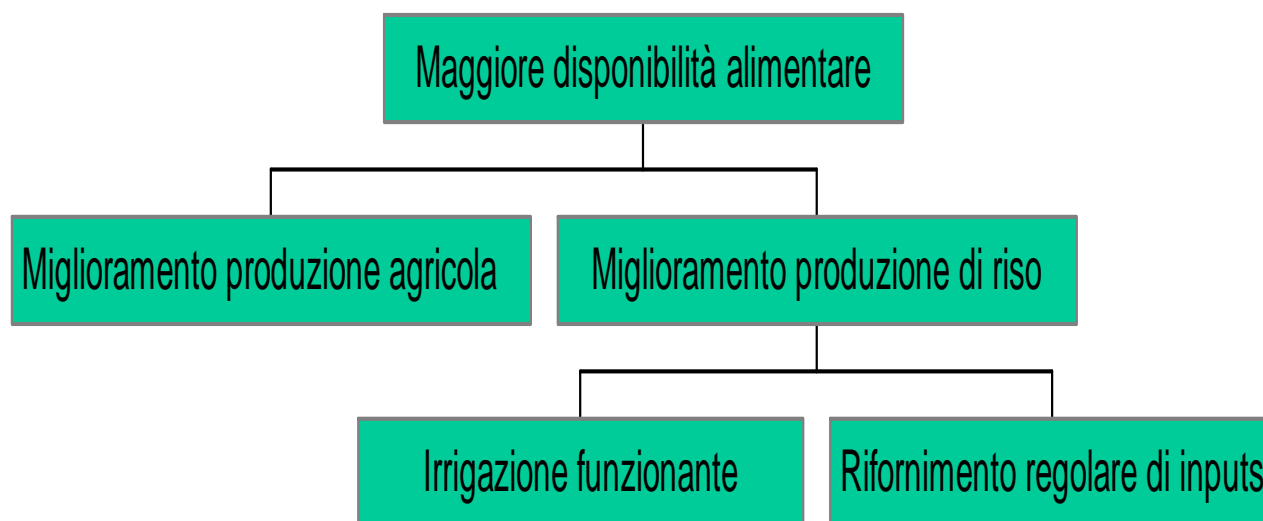 Maggiore disponibilità alimentare
Miglioramento produzione agricola
Miglioramento produzione di riso
Irrigazione funzionante
Rifornimento regolare di inputs